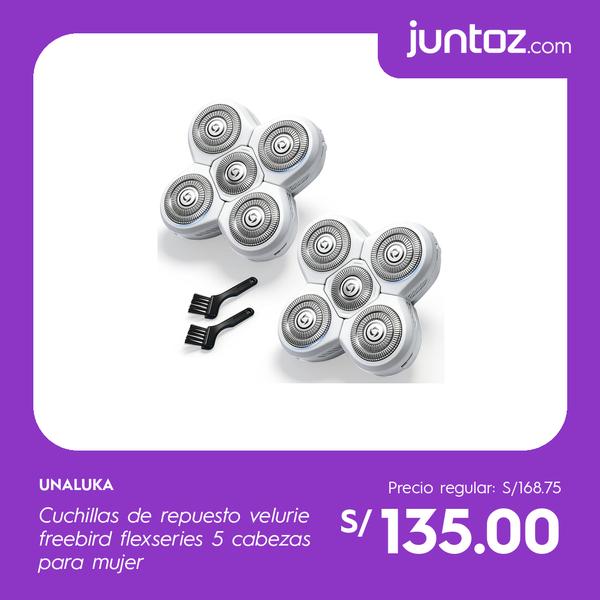 juntoz.com
UNALUKA
Cuchillas de repuesto velurie
freebird flexseries 5 cabezas
para mujer
Precio regular: S/168.75
S/135.00